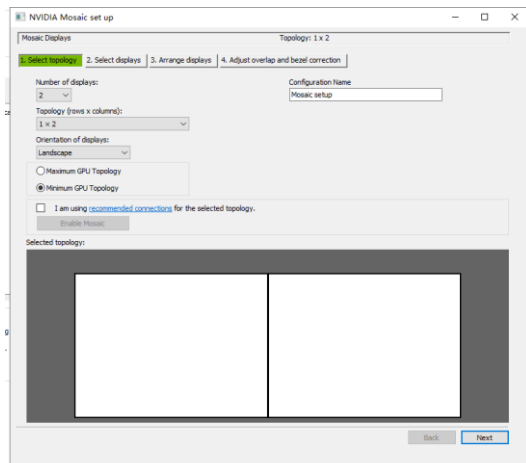 NVIDIA Mosaic set up
Mosaic Displays Topology: 1 x 2
1. Select topology 2. Select displays 3. Arrange displays 4. Adjust overlap and bezel correction
Number of displays: Configuration Name
2 Mosaic setup
Topology (rows x columns):
1 x 2
Orientation of displays:
Landscape
Maximum GPU Topology
Minimum GPU Topology
I am using recommended connections for the selected topology.
Enable Mosaic
Selected topology:
Back Next